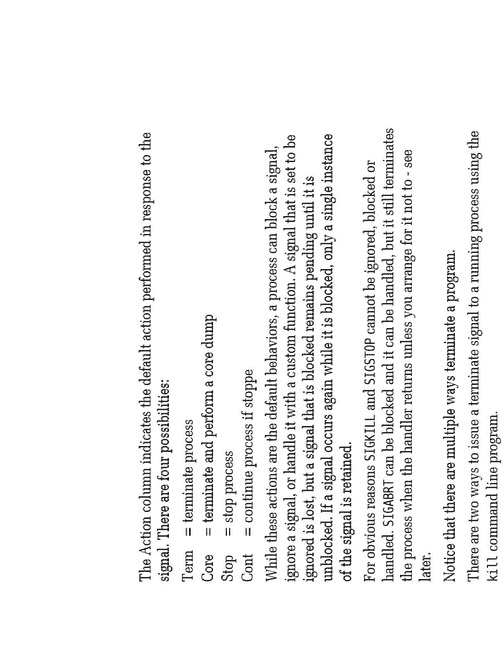 The Action column indicates the default action performed in response to the
signal. There are four possibilities:
Term = terminate process
Core = terminate and perform a core dump
Stop = stop process
Cont = continue process if stoppe
While these actions are the default behaviors, a process can block a signal,
ignore a signal, or handle it with a custom function. A signal that is set to be
ignored is lost, but a signal that is blocked remains pending until it is
unblocked. If a signal occurs again while it is blocked, only a single instance
of the signal is retained.
For obvious reasons SIGKILL and SIGSTOP cannot be ignored, blocked or
handled. SIGABRT can be blocked and it can be handled, but it still terminates
the process when the handler returns unless you arrange for it not to - see
later.
Notice that there are multiple ways terminate a program.
There are two ways to issue a terminate signal to a running process using the
kill command line program.